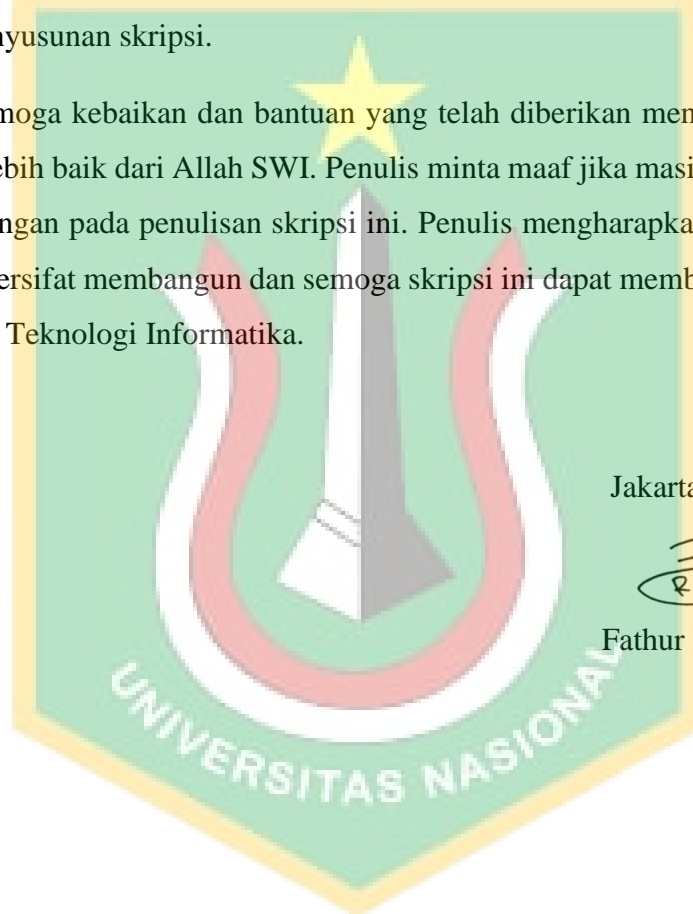 nyusunan skripsi.
moga kebaikan dan bantuan yang telah diberikan men
ebih baik dari Allah SWI. Penulis minta maaf jika masi
ngan pada penulisan skripsi ini. Penulis mengharapka
ersifat membangun dan semoga skripsi ini dapat memb
Teknologi Informatika.
Jakarta
R
Fathur
UNIVERSITAS NASIONAL